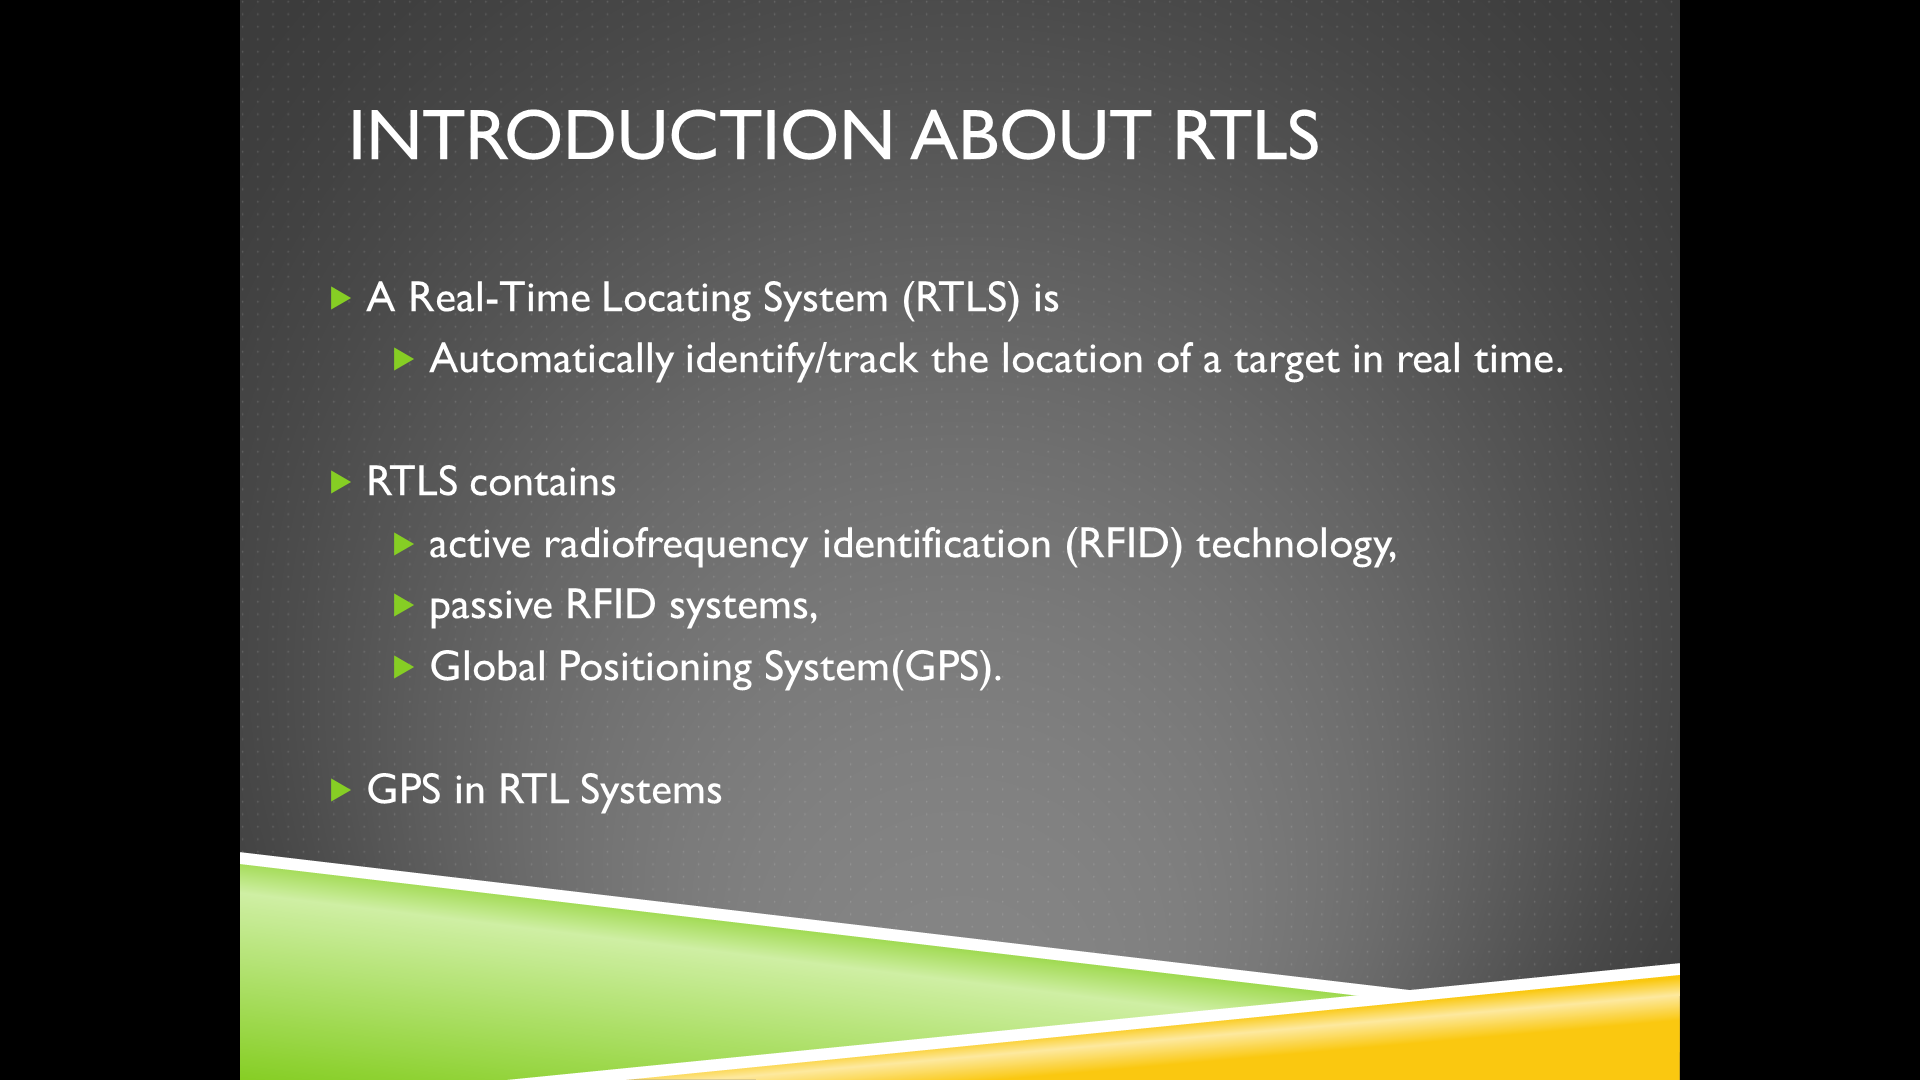 INTRODUCTION ABOUT RTLS
A Real-Time Locating System (RTLS) is
Automatically identify/track the location of a target in real time.
RTLS contains
active radiofrequency identification (RFID) technology,
passive RFID systems,
Global Positioning System(GPS).
GPS in RTL Systems